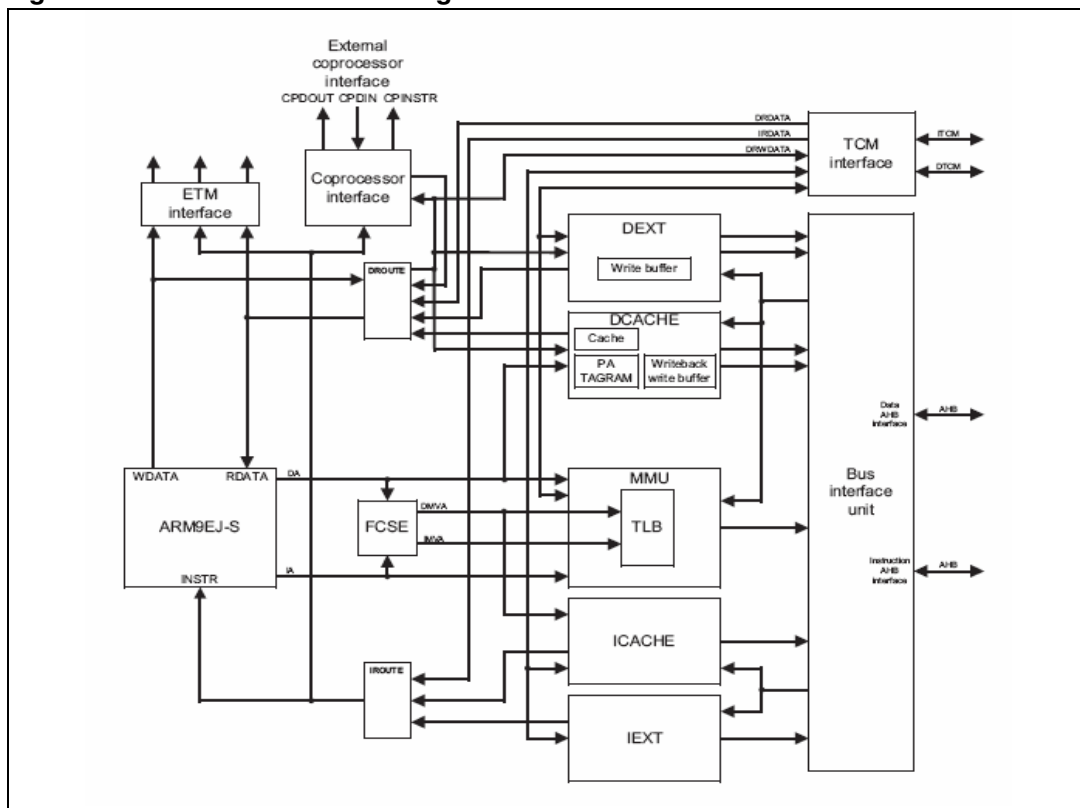 External
coprocessor
interface
CPDOUT CPDIN CPINSTR
DRDATA
IRDATA
DRWDATA
TCM
interface
ITCM
DTCM
ETM
interface
Coprocessor
interface
DEXT
Write buffer
DROUTE
DCACHE
Cache
PA
TAGRAM
Writeback
write buffer
Data
AHB
interface
AHB
WDATA RDATA
DA
MMU
Bus
interface
unit
ARM9EJ-S
FCSE
DMVA
TLB
IMVA
IA
INSTR
Instruction
AHB
interface
AHB
ICACHE
IROUTE
IEXT